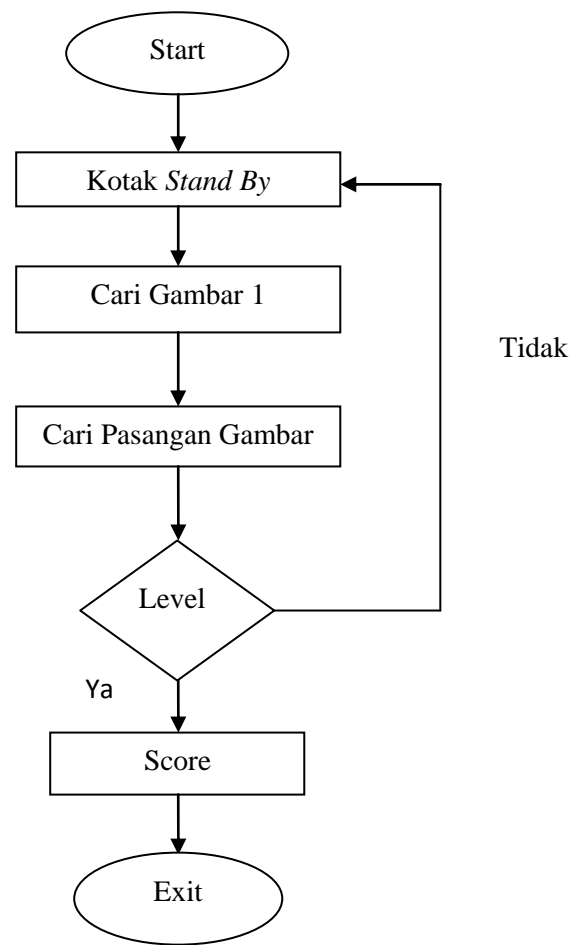 Start
Kotak Stand By
Cari Gambar 1
Tidak
Cari Pasangan Gambar
Level
Ya
Score
Exit